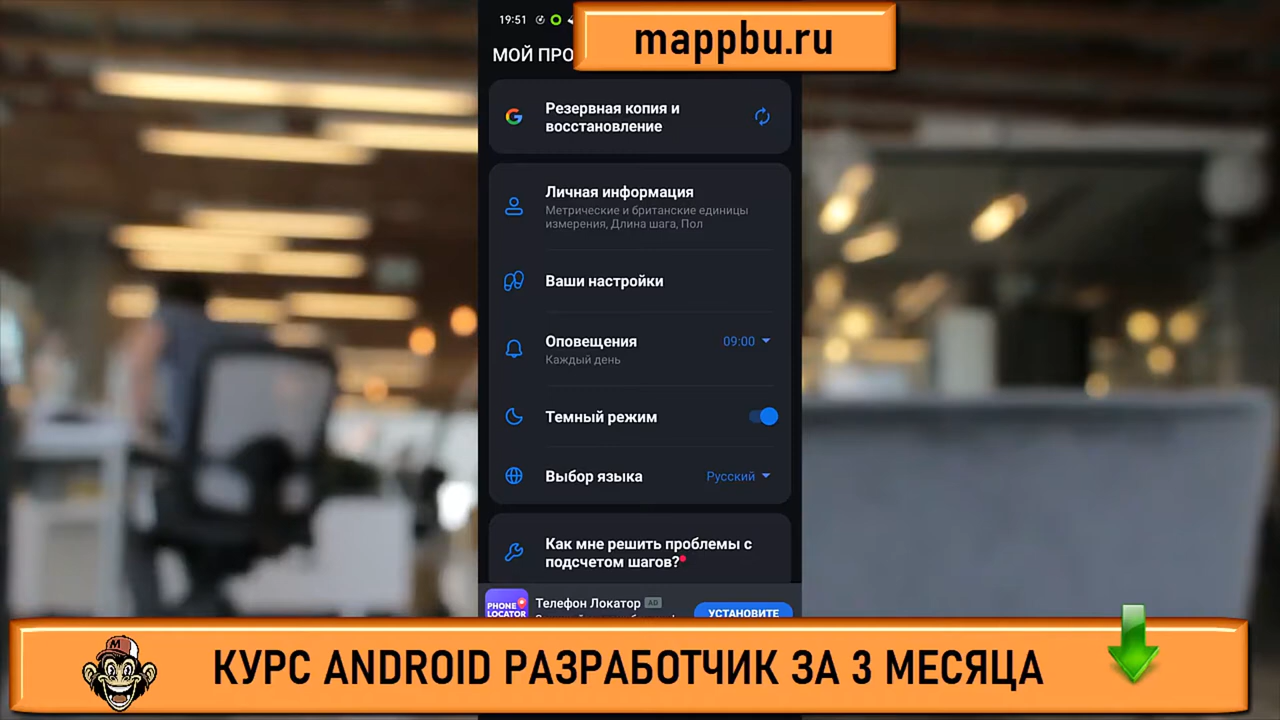 mappbu.ru
19:51
МОЙ ПРО
Резервная копия и
восстановление
Личная информация
Метрические и британские единицы
измерения, Длина шага, Пол
Ваши настройки
Оповещения
09:00
Каждый день
Темный режим
Выбор языка
Русский
Как мне решить проблемы с
подсчетом шагов?
PHONE
LOCATOR
Телефон Локатор AD
УСТАНОВИТЕ
M
КУРС ANDROID РАЗРАБОТЧИК ЗА 3 МЕСЯЦА